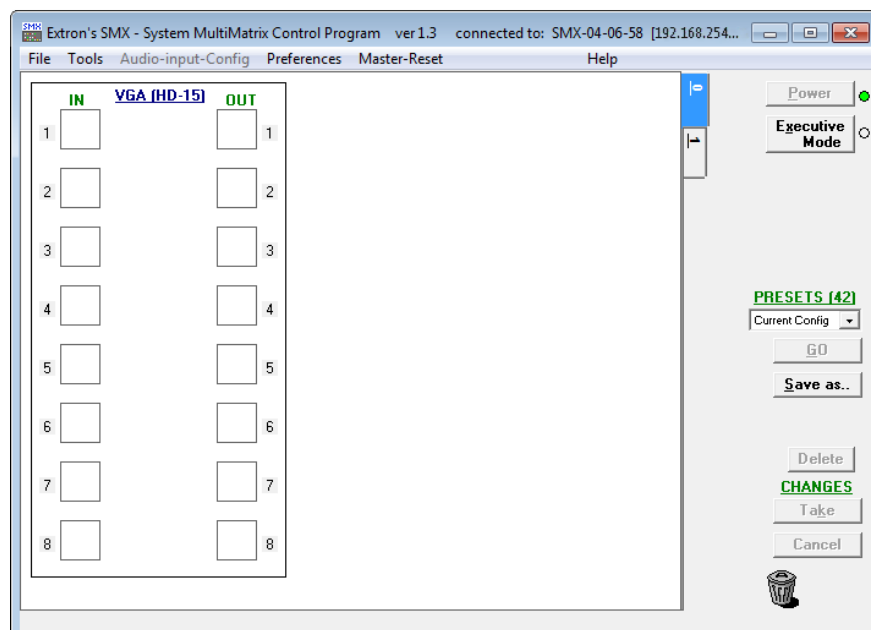 SMX Extron's SMX - System MultiMatrix Control Program ver 1.3 connected to: SMX-04-06-58 [192.168.254...
File Tools Audio-input-Config Preferences Master-Reset Help
IN VGA (HD-15) OUT
1 1
2 2
3 3
4 4
5 5
6 6
7 7
8 8
0
1
Power
Executive
Mode
PRESETS (42)
Current Config
GO
Save as..
Delete
CHANGES
Take
Cancel